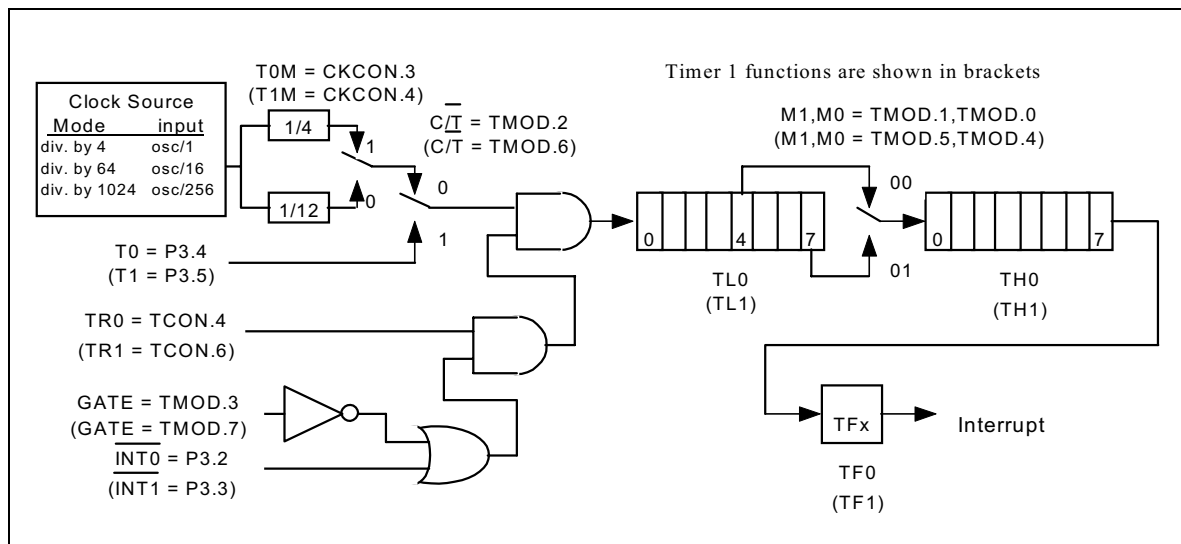 T0M = CKCON.3
(T1M = CKCON.4)
Timer 1 functions are shown in brackets
Clock Source
Mode input
div. by 4 osc/1
div. by 64 osc/16
div. by 1024 osc/256
1/4
1/12
1
0
C/T = TMOD.2
(C/T = TMOD.6)
0
1
M1,M0 = TMOD.1,TMOD.0
(M1,M0 = TMOD.5,TMOD.4)
00
01
0 4 7
TL0
(TL1)
0 7
TH0
(TH1)
T0 = P3.4
(T1 = P3.5)
TR0 = TCON.4
(TR1 = TCON.6)
GATE = TMOD.3
(GATE = TMOD.7)
INT0 = P3.2
(INT1 = P3.3)
TFx
Interrupt
TF0
(TF1)